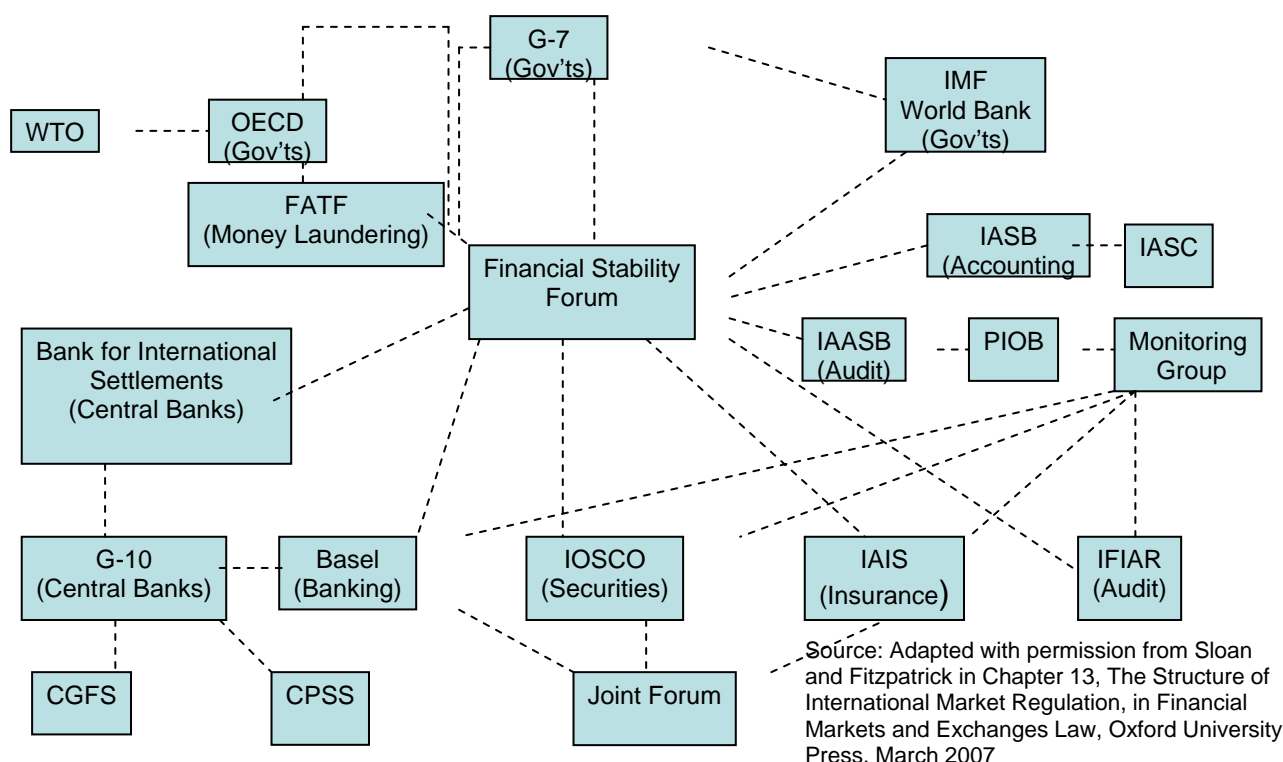 G-7
(Gov'ts)
IMF
World Bank
(Gov'ts)
WTO
OECD
(Gov'ts)
FATF
(Money Laundering)
Financial Stability
Forum
IASB
(Accounting
IASC
Bank for International
Settlements
(Central Banks)
IAASB
(Audit)
PIOB
Monitoring
Group
G-10
(Central Banks)
Basel
(Banking)
IOSCO
(Securities)
IAIS
(Insurance)
IFIAR
(Audit)
CGFS
CPSS
Joint Forum
Source: Adapted with permission from Sloan
and Fitzpatrick in Chapter 13, The Structure of
International Market Regulation, in Financial
Markets and Exchanges Law, Oxford University
Press, March 2007